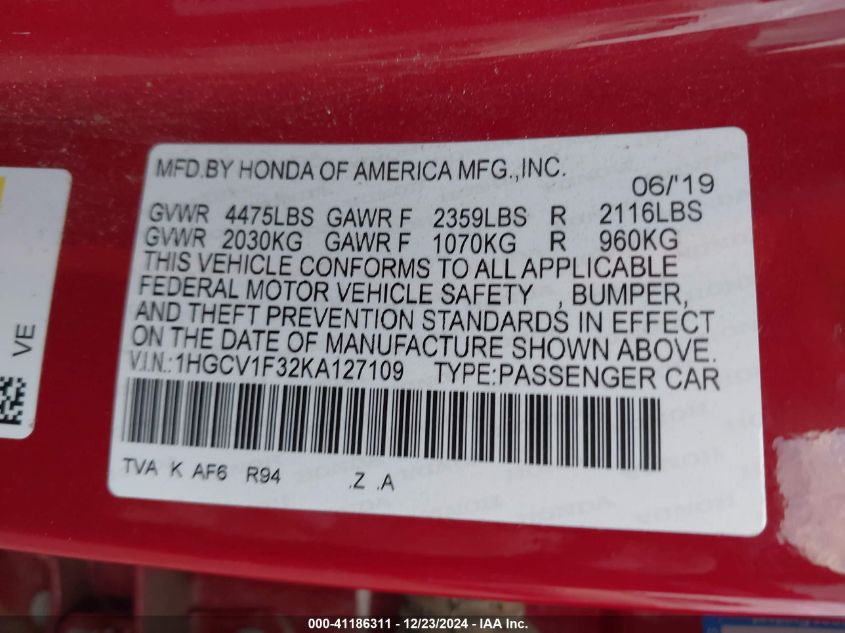 MFD.BY HONDA OF AMERICA MFG.,INC. 06/'19
GVWR 4475LBS GAWR F 2359LBS R 2116LBS
GVWR 2030KG GAWR F 1070KG R 960KG
THIS VEHICLE CONFORMS TO ALL APPLICABLE
FEDERAL MOTOR VEHICLE SAFETY , BUMPER,
AND THEFT PREVENTION STANDARDS IN EFFECT
ON THE DATE OF MANUFACTURE SHOWN ABOVE.
V.I.N.:1HGCV1F32KA127109 TYPE:PASSENGER CAR
TVA K AF6 R94 .Z .A
VE
000-41186311 - 12/23/2024 - IAA Inc.